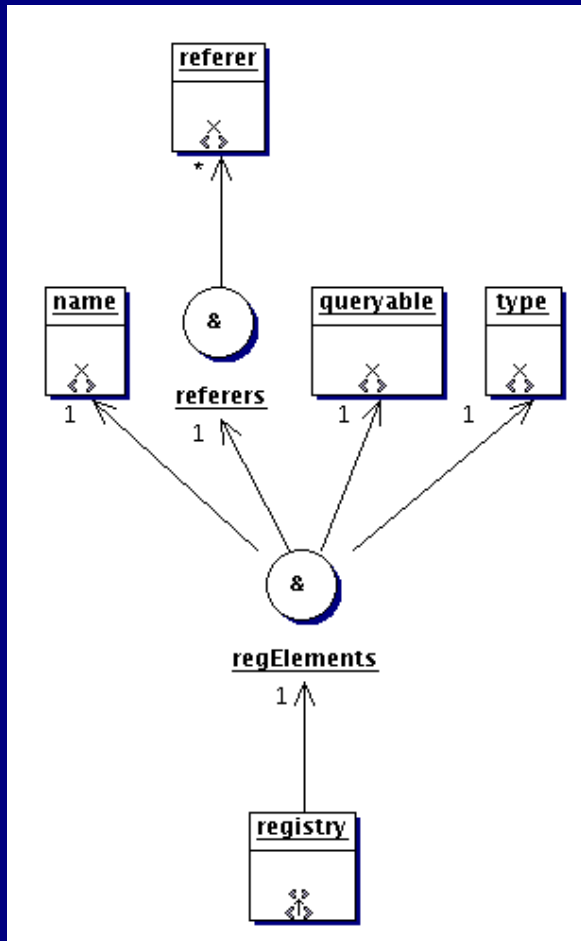 referer
*
name
&
queryable
type
referers
1
1
1
1
&
regElements
1
registry